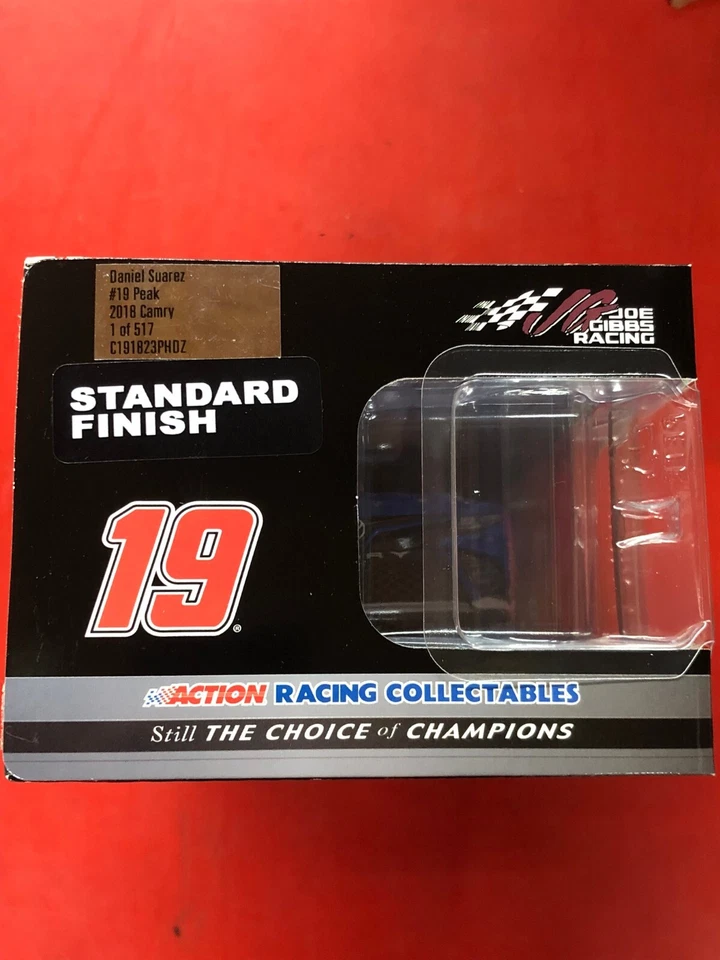 Daniel Suarez
#19 Peak
2018 Camry
1 of 517
C191823PHDZ
JOE
GIBBS
RACING
STANDARD
FINISH
19®
ACTION RACING COLLECTABLES
Still THE CHOICE of CHAMPIONS